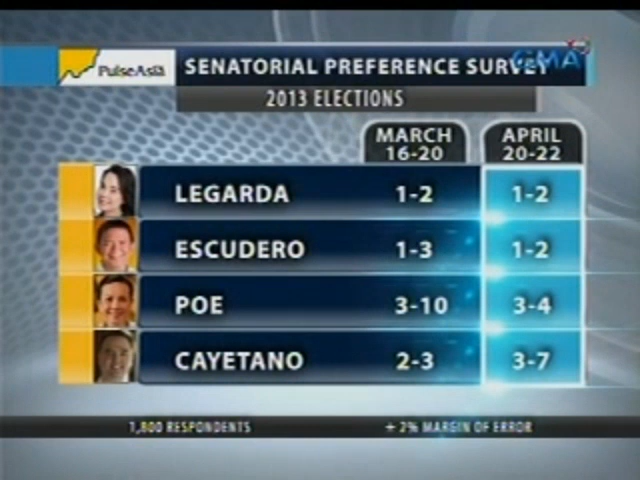 PulseAsia
SENATORIAL PREFERENCE SURVEY
GMA
2013 ELECTIONS
MARCH 16-20
APRIL 20-22
LEGARDA 1-2 1-2
ESCUDERO 1-3 1-2
POE 3-10 3-4
CAYETANO 2-3 3-7
1,800 RESPONDENTS ± 2% MARGIN OF ERROR